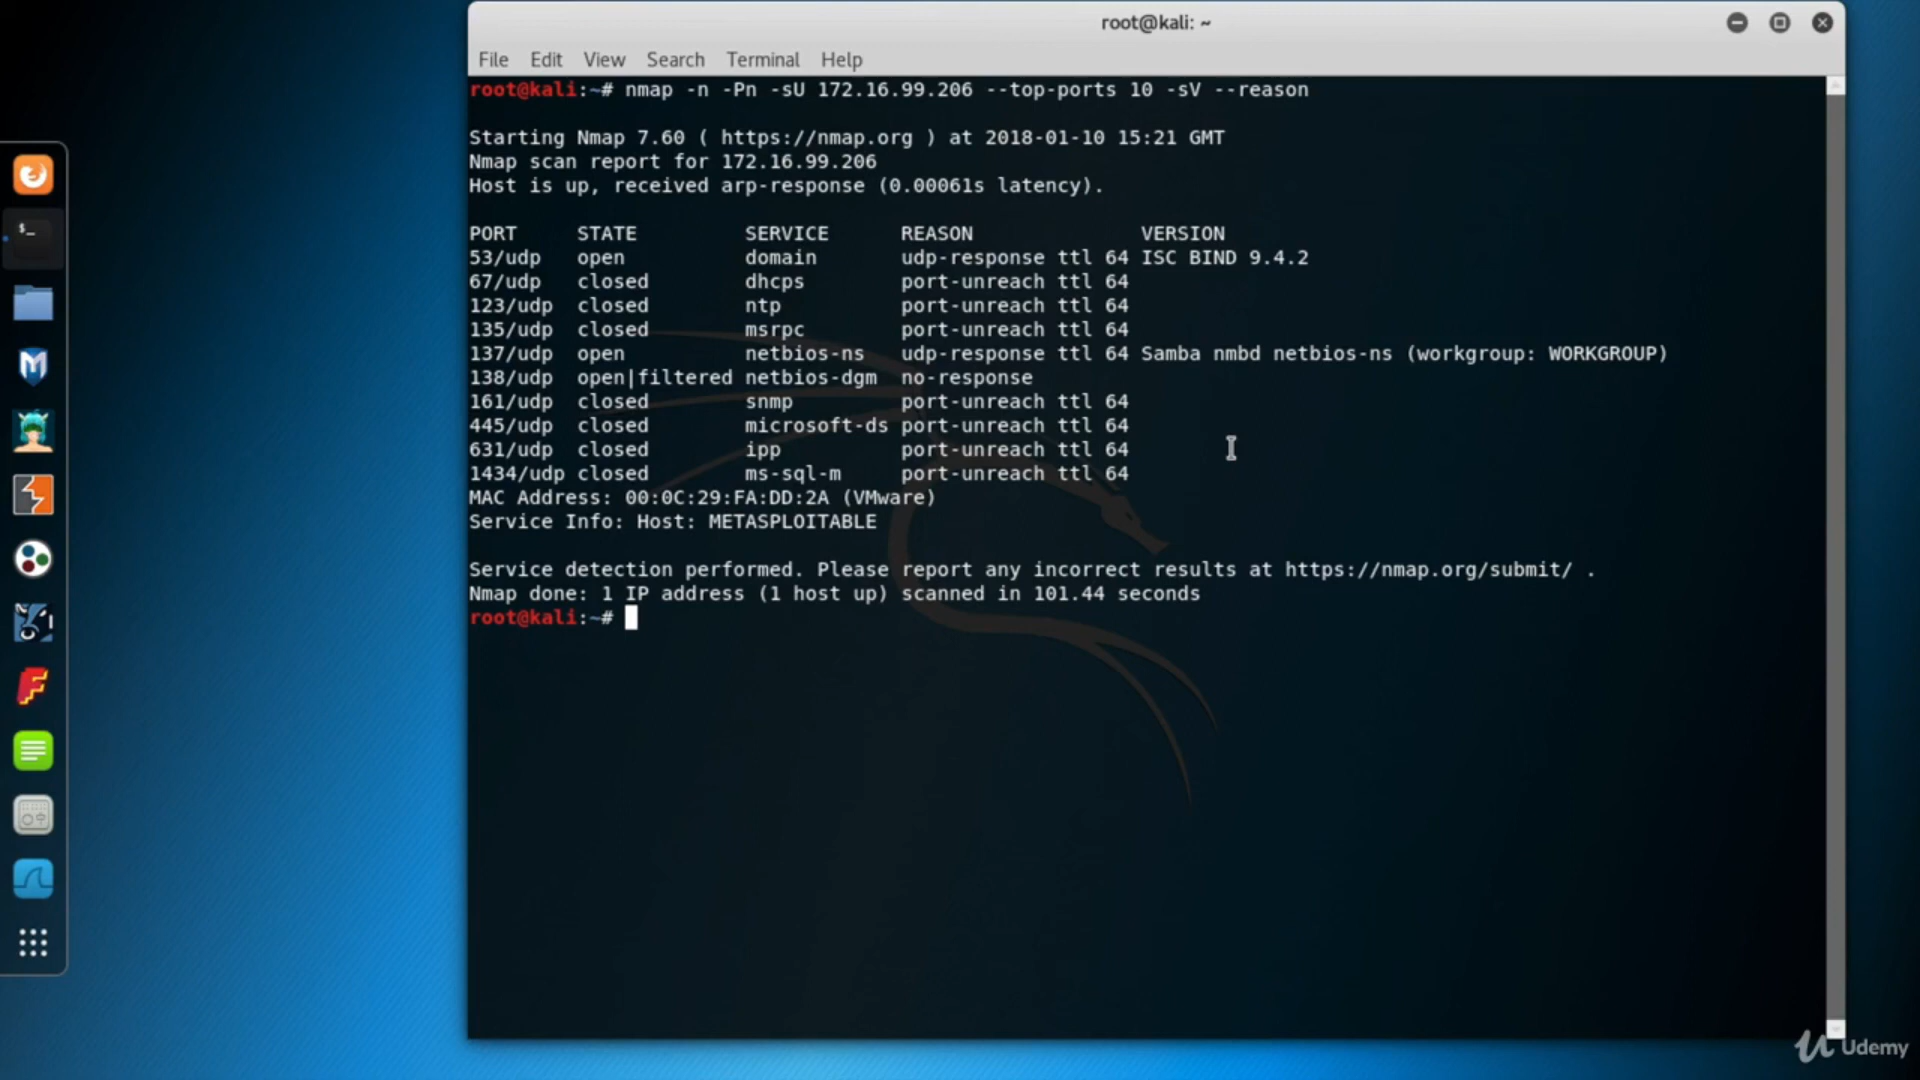 root@kali: ~
File Edit View Search Terminal Help
root@kali:~# nmap -n -Pn -sU 172.16.99.206 --top-ports 10 -sV --reason
Starting Nmap 7.60 ( https://nmap.org ) at 2018-01-10 15:21 GMT
Nmap scan report for 172.16.99.206
Host is up, received arp-response (0.00061s latency).
PORT STATE SERVICE REASON VERSION
53/udp open domain udp-response ttl 64 ISC BIND 9.4.2
67/udp closed dhcps port-unreach ttl 64
123/udp closed ntp port-unreach ttl 64
135/udp closed msrpc port-unreach ttl 64
137/udp open netbios-ns udp-response ttl 64 Samba nmbd netbios-ns (workgroup: WORKGROUP)
138/udp open|filtered netbios-dgm no-response
161/udp closed snmp port-unreach ttl 64
445/udp closed microsoft-ds port-unreach ttl 64
631/udp closed ipp port-unreach ttl 64
1434/udp closed ms-sql-m port-unreach ttl 64
MAC Address: 00:0C:29:FA:DD:2A (VMware)
Service Info: Host: METASPLOITABLE
Service detection performed. Please report any incorrect results at https://nmap.org/submit/ .
Nmap done: 1 IP address (1 host up) scanned in 101.44 seconds
root@kali:~#
Udemy